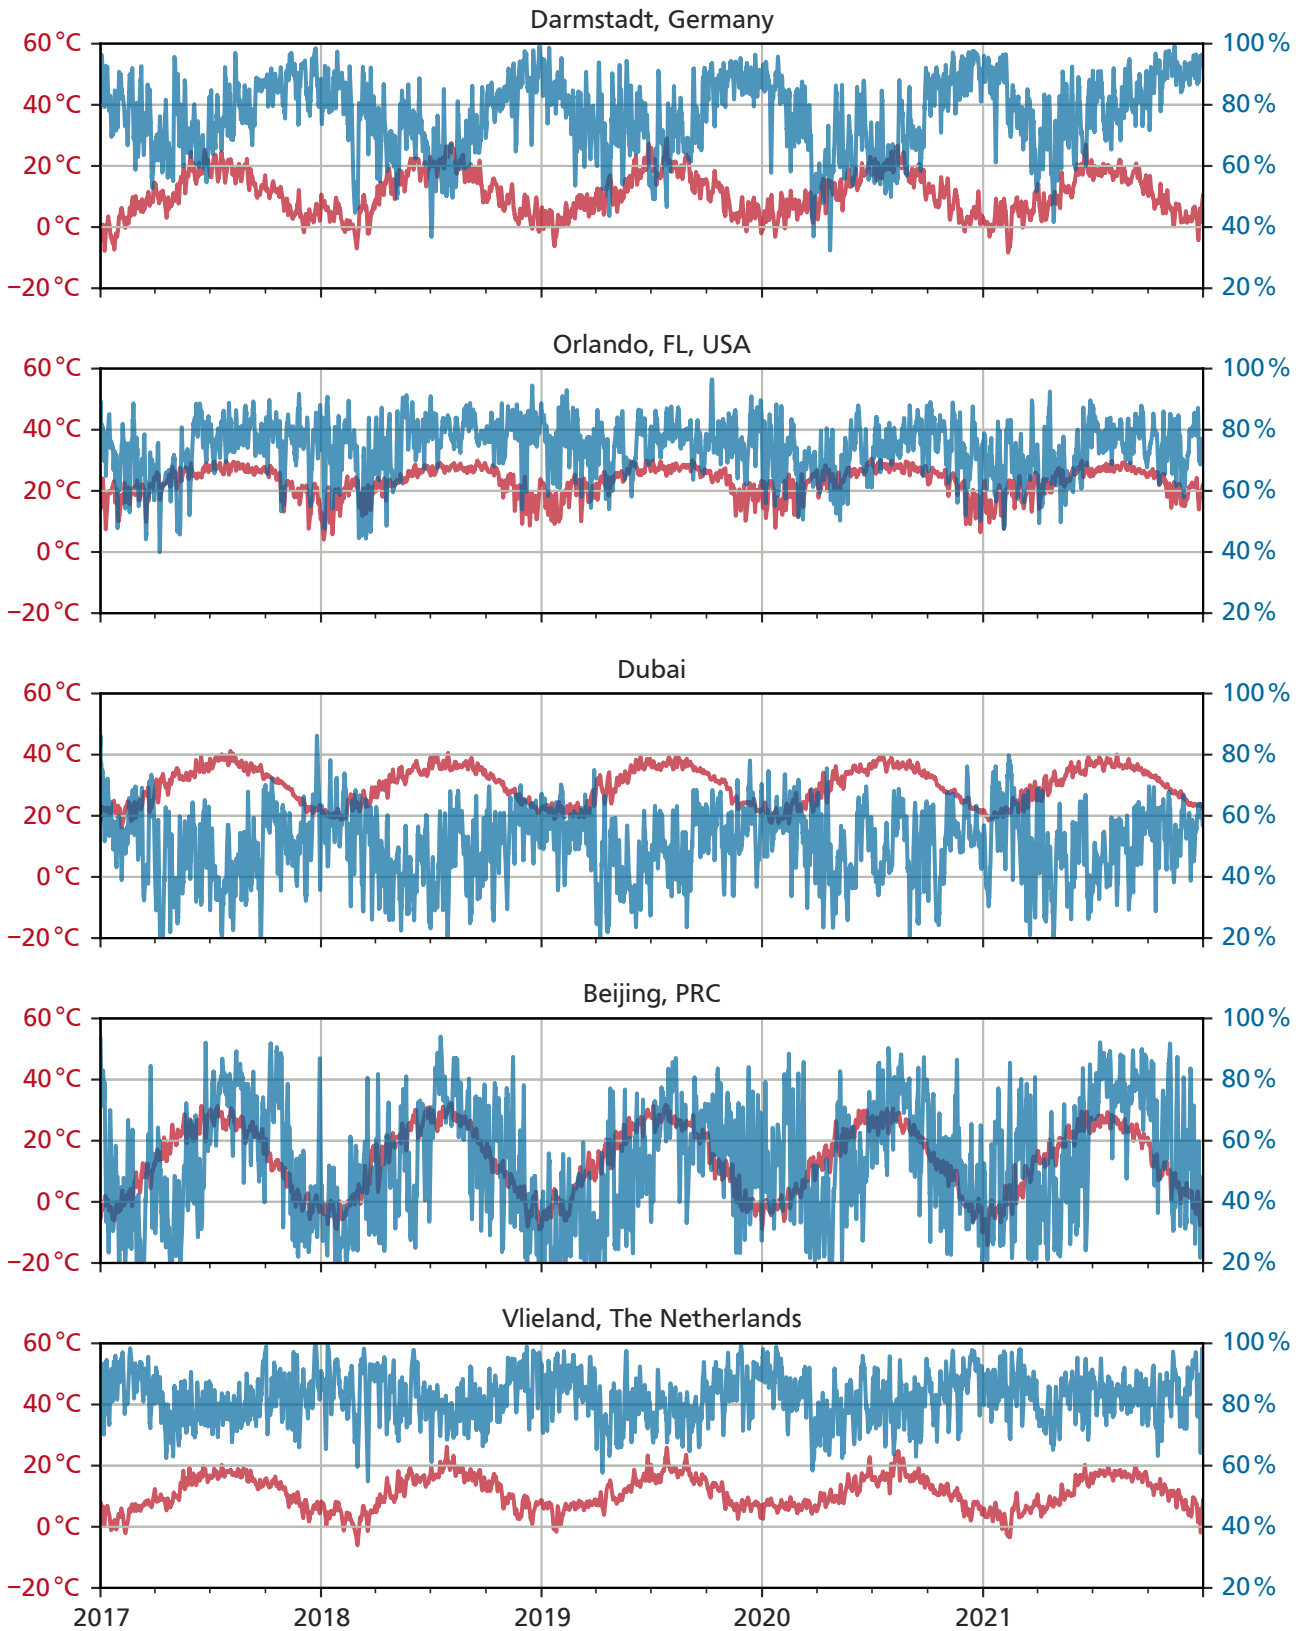 Darmstadt, Germany
60 °C 100 %
40 °C 80 %
20 °C 60 %
0 °C 40 %
−20 °C 20 %
Orlando, FL, USA
60 °C 100 %
40 °C 80 %
20 °C 60 %
0 °C 40 %
−20 °C 20 %
Dubai
60 °C 100 %
40 °C 80 %
20 °C 60 %
0 °C 40 %
−20 °C 20 %
Beijing, PRC
60 °C 100 %
40 °C 80 %
20 °C 60 %
0 °C 40 %
−20 °C 20 %
Vlieland, The Netherlands
60 °C 100 %
40 °C 80 %
20 °C 60 %
0 °C 40 %
−20 °C 20 %
2017 2018 2019 2020 2021